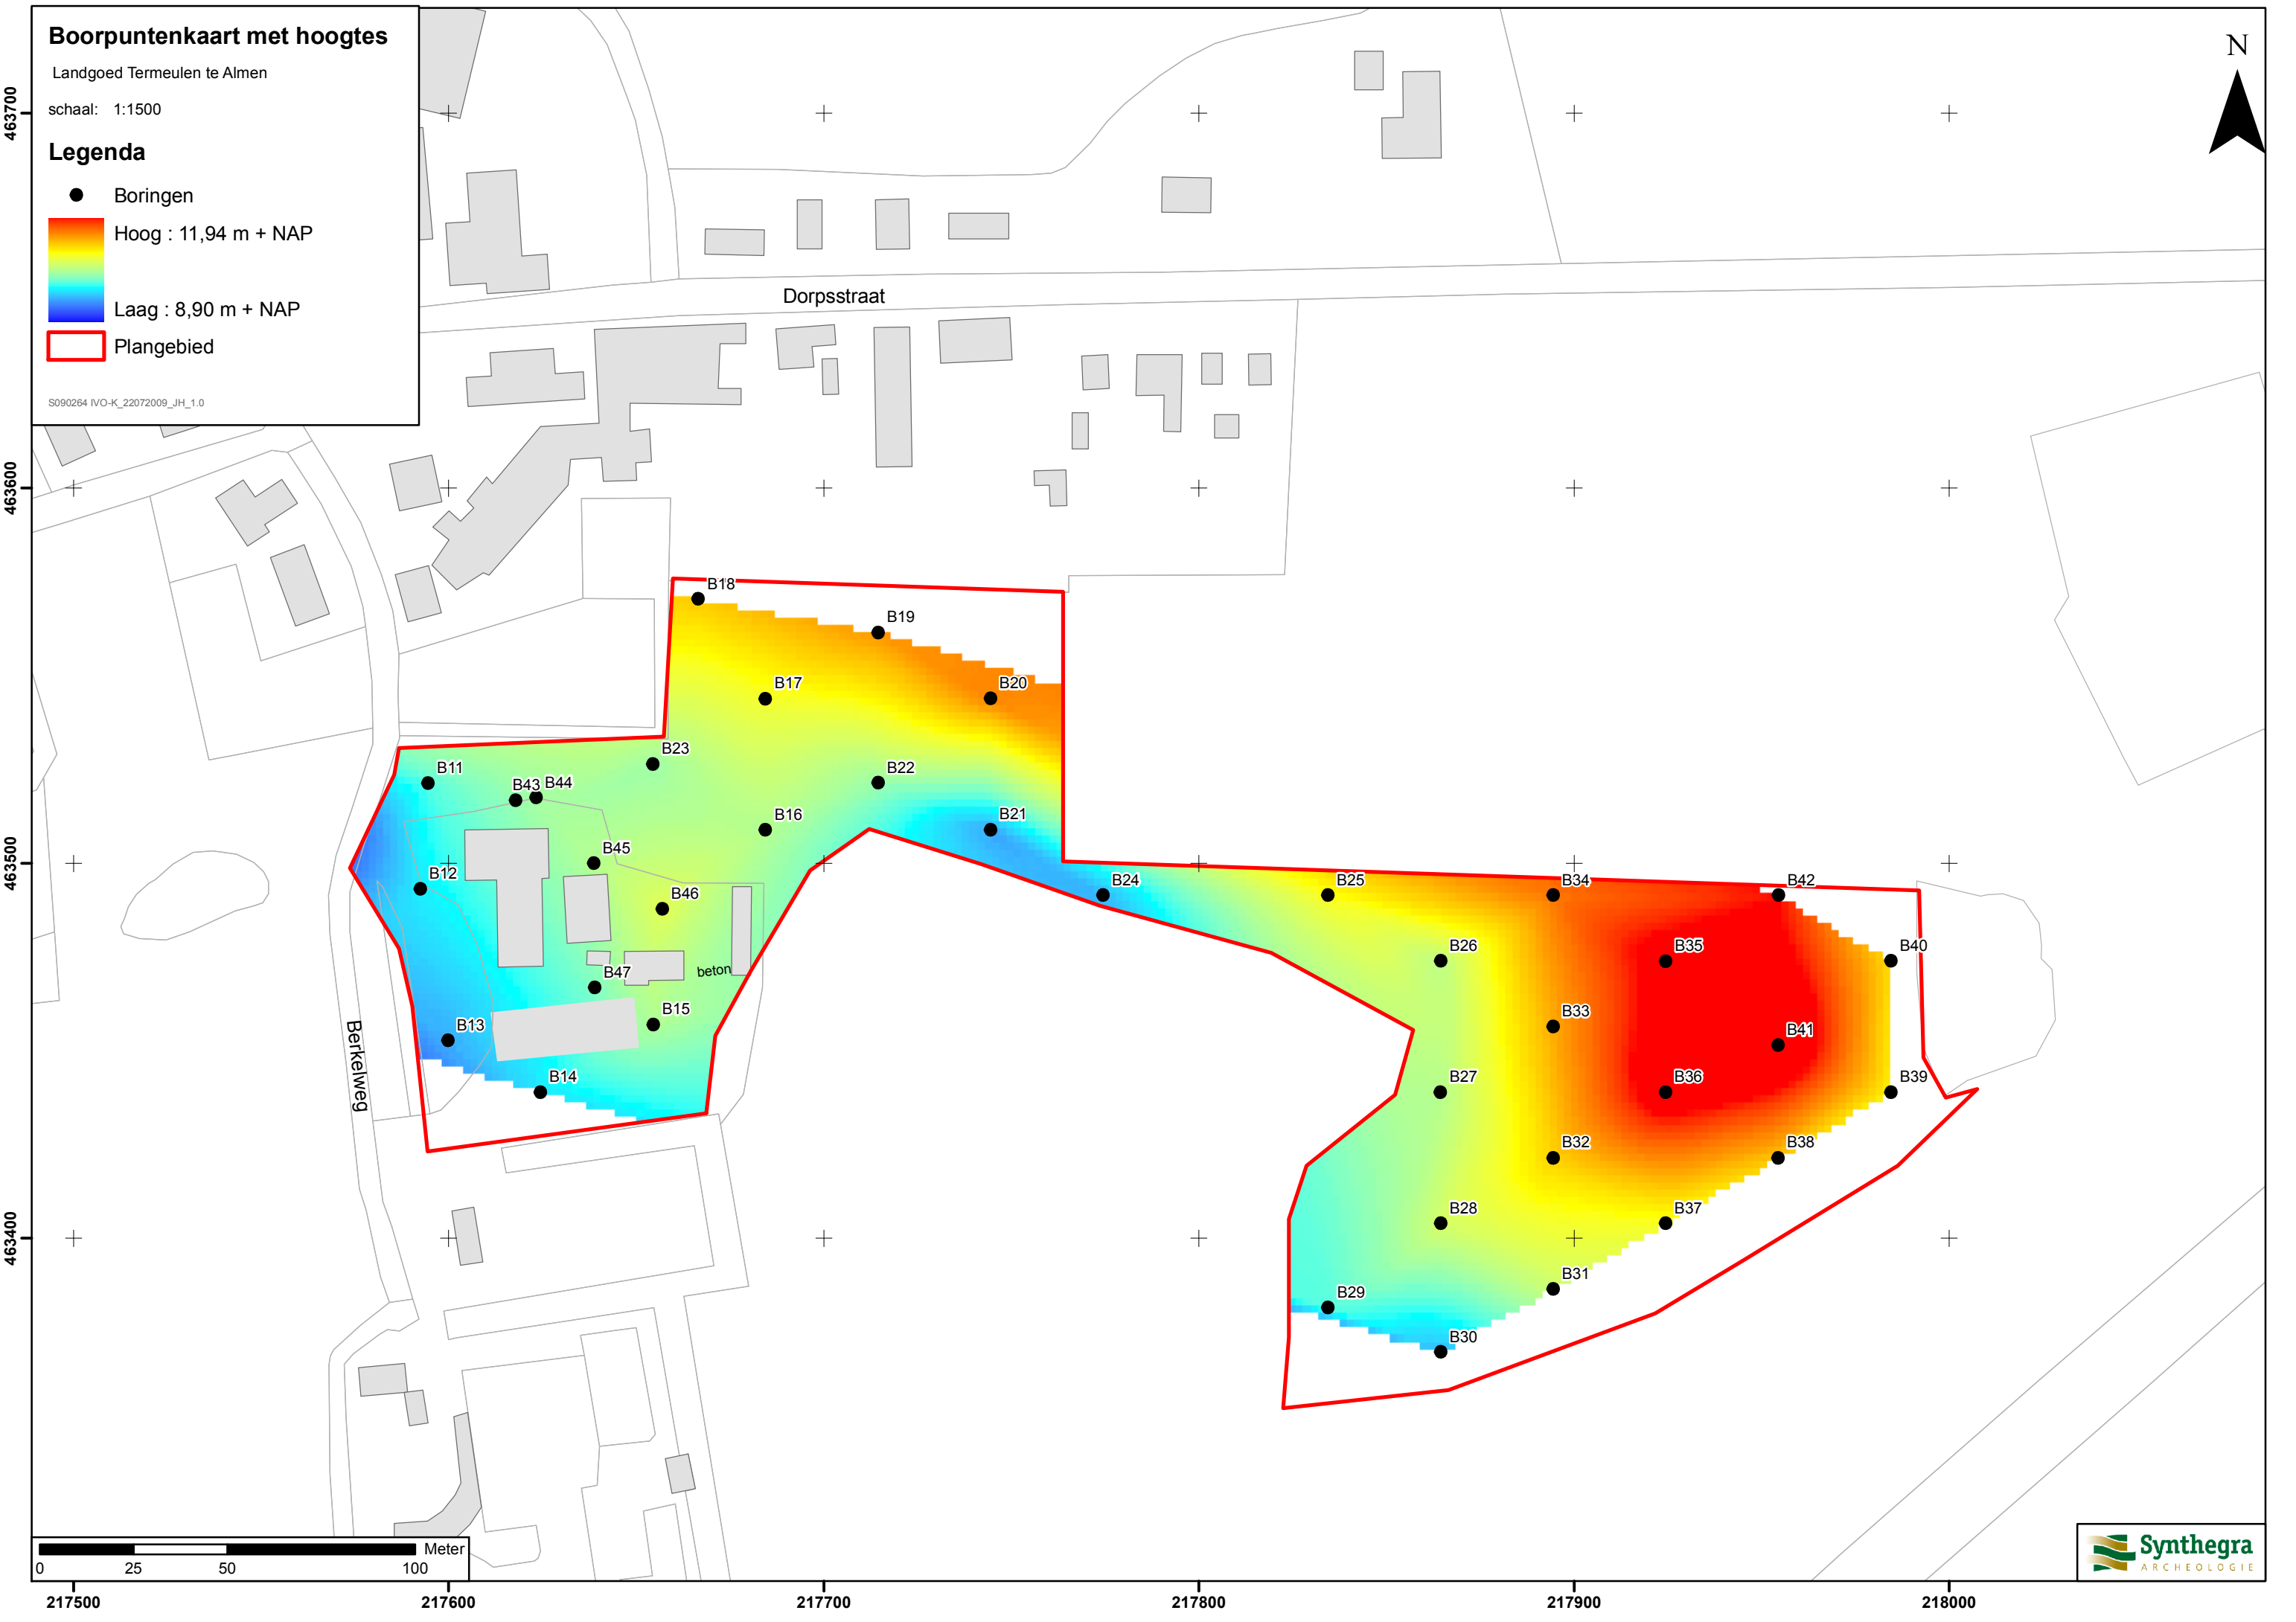 Boorpuntenkaart met hoogtes
Landgoed Termeulen te Almen
schaal: 1:1500
Legenda
Boringen
Hoog : 11,94 m + NAP
Laag : 8,90 m + NAP
Plangebied
S090264 IVO-K_22072009_JH_1.0
N
463700
463600
463500
463400
Dorpsstraat
B18
B19
B17
B20
B23
B11
B43
B44
B22
B16
B21
B45
B12
B46
B24
B25
B34
B42
beton
B47
B26
B35
B40
B15
B13
B33
B41
Berkelweg
B14
B27
B36
B39
B32
B38
B28
B37
B31
B29
B30
Meter
0 25 50 100
Synthegra
ARCHEOLOGIE
217500 217600 217700 217800 217900 218000